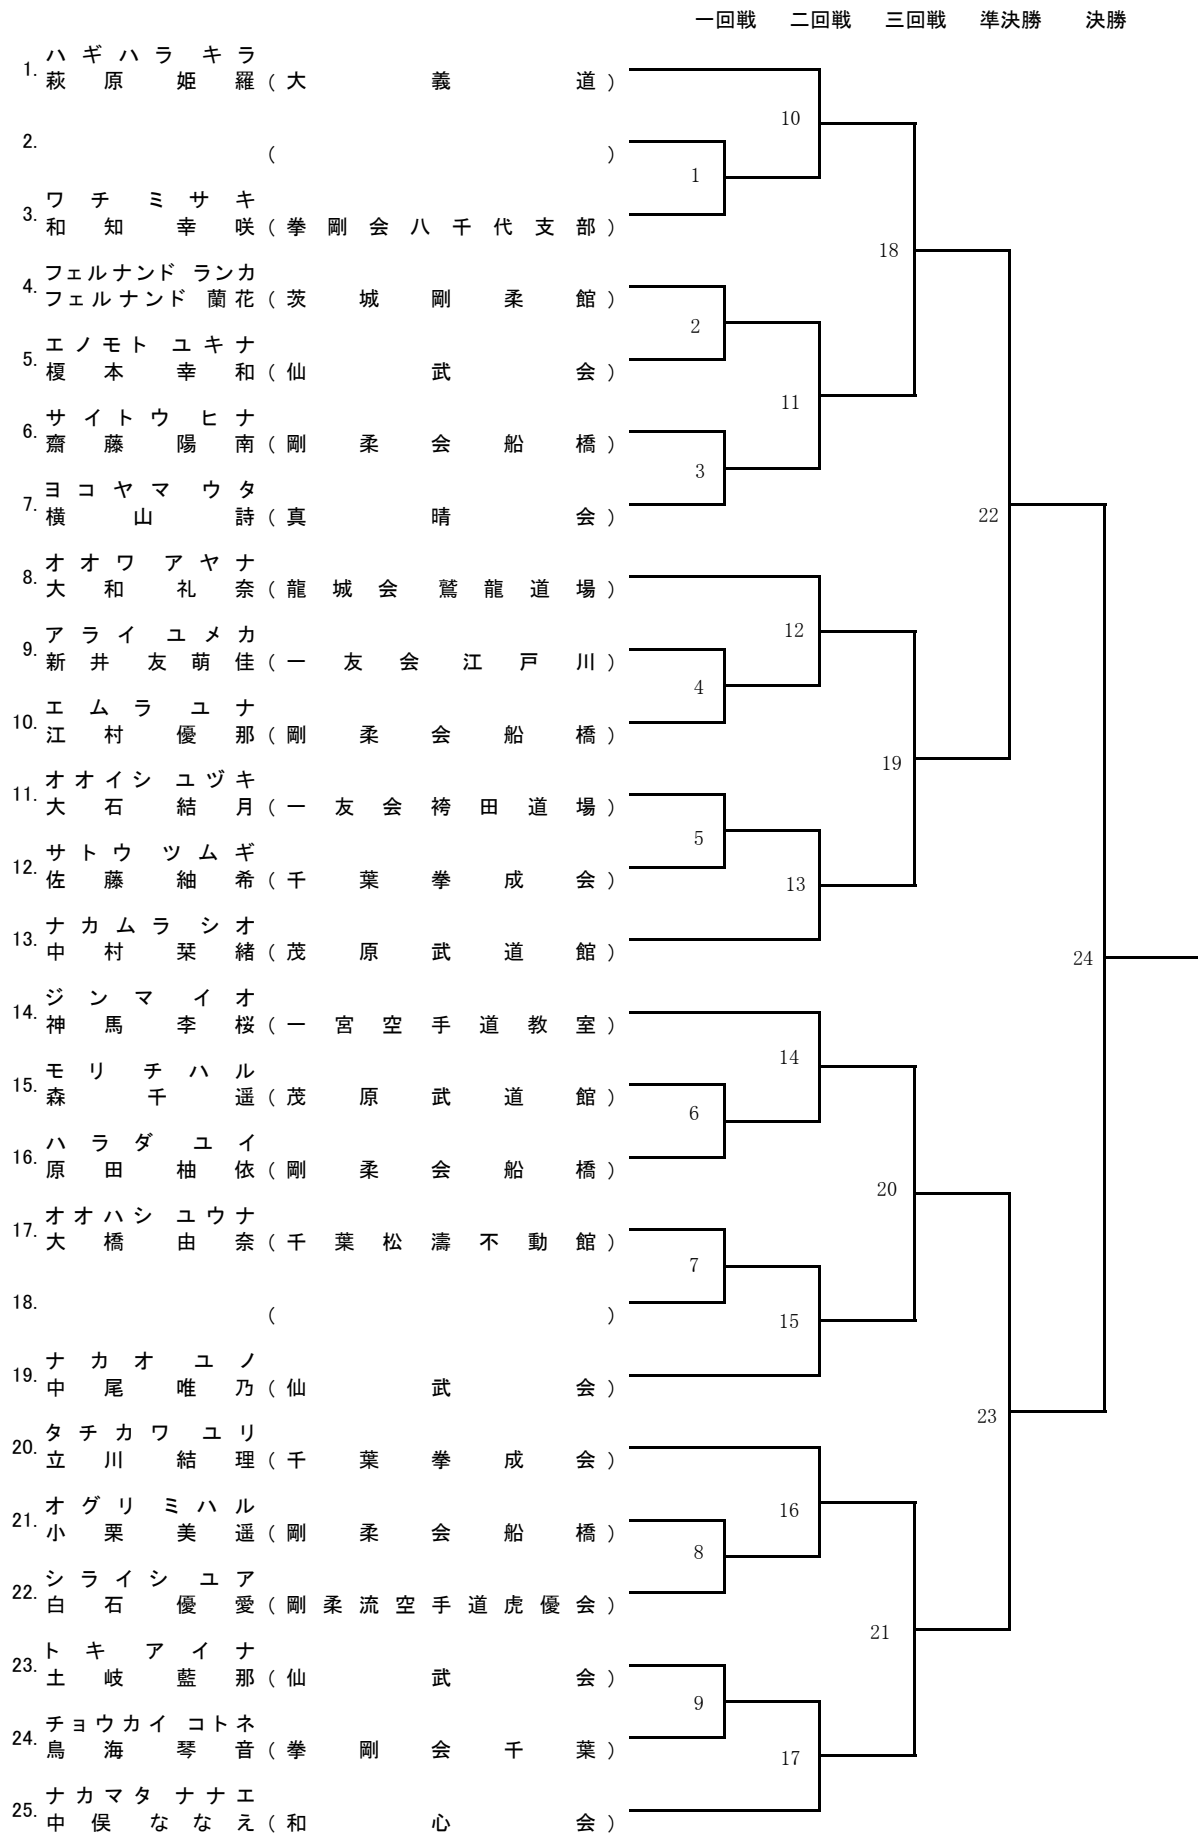 一回戦 二回戦 三回戦 準決勝 決勝
ハギハラ キラ
1. 萩原 姫羅 (大義道)
10
2. ( )
1
ワチ ミサキ
3. 和知 幸咲 (拳剛会八千代支部)
18
フェルナンド ランカ
4. フェルナンド 蘭花 (茨城剛柔館)
2
エノモト ユキナ
5. 榎本 幸和 (仙武会)
11
サイトウ ヒナ
6. 齋藤 陽南 (剛柔会船橋)
3
ヨコヤマ ウタ
7. 横山 詩 (真晴会)
22
オオワ アヤナ
8. 大和 礼奈 (龍城会 鷲龍道場)
12
アライ ユメカ
9. 新井 友萌佳 (一友会江戸川)
4
エムラ ユナ
10. 江村 優那 (剛柔会船橋)
19
オオイシ ユヅキ
11. 大石 結月 (一友会袴田道場)
5
サトウ ツムギ
12. 佐藤 紬希 (千葉拳成会)
13
ナカムラ シオ
13. 中村 栞緒 (茂原武道館)
24
ジンマ イオ
14. 神馬 李桜 (一宮空手道教室)
14
モリ チハル
15. 森 千遥 (茂原武道館)
6
ハラダ ユイ
16. 原田 柚依 (剛柔会船橋)
20
オオハシ ユウナ
17. 大橋 由奈 (千葉松濤不動館)
7
18. ( )
15
ナカオ ユノ
19. 中尾 唯乃 (仙武会)
23
タチカワ ユリ
20. 立川 結理 (千葉拳成会)
16
オグリ ミハル
21. 小栗 美遥 (剛柔会船橋)
8
シライシ ユア
22. 白石 優愛 (剛柔流空手道虎優会)
21
トキ アイナ
23. 土岐 藍那 (仙武会)
9
チョウカイ コトネ
24. 鳥海 琴音 (拳剛会千葉)
17
ナカマタ ナナエ
25. 中俣 ななえ (和心会)